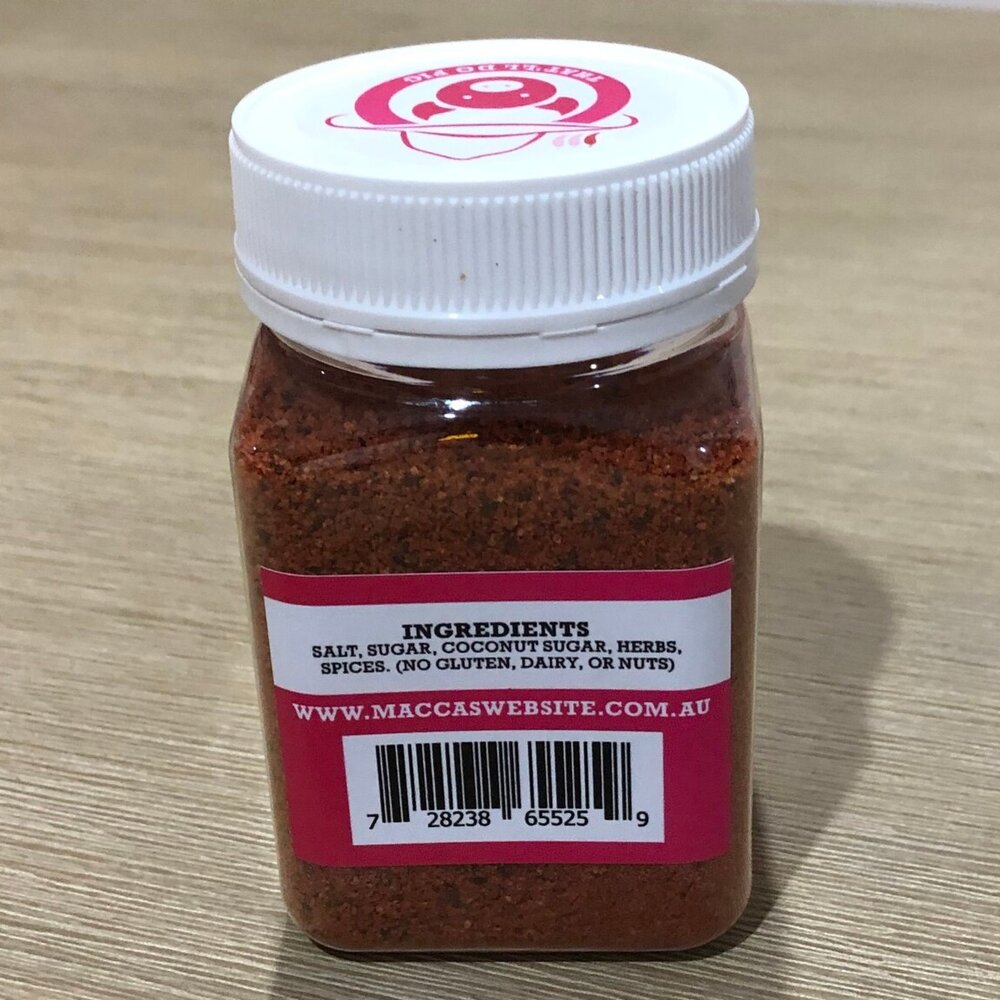 THAT'LL DO PIG
INGREDIENTS
SALT, SUGAR, COCONUT SUGAR, HERBS,
SPICES. (NO GLUTEN, DAIRY, OR NUTS)
WWW.MACCASWEBSITE.COM.AU
7 28238 65525 9